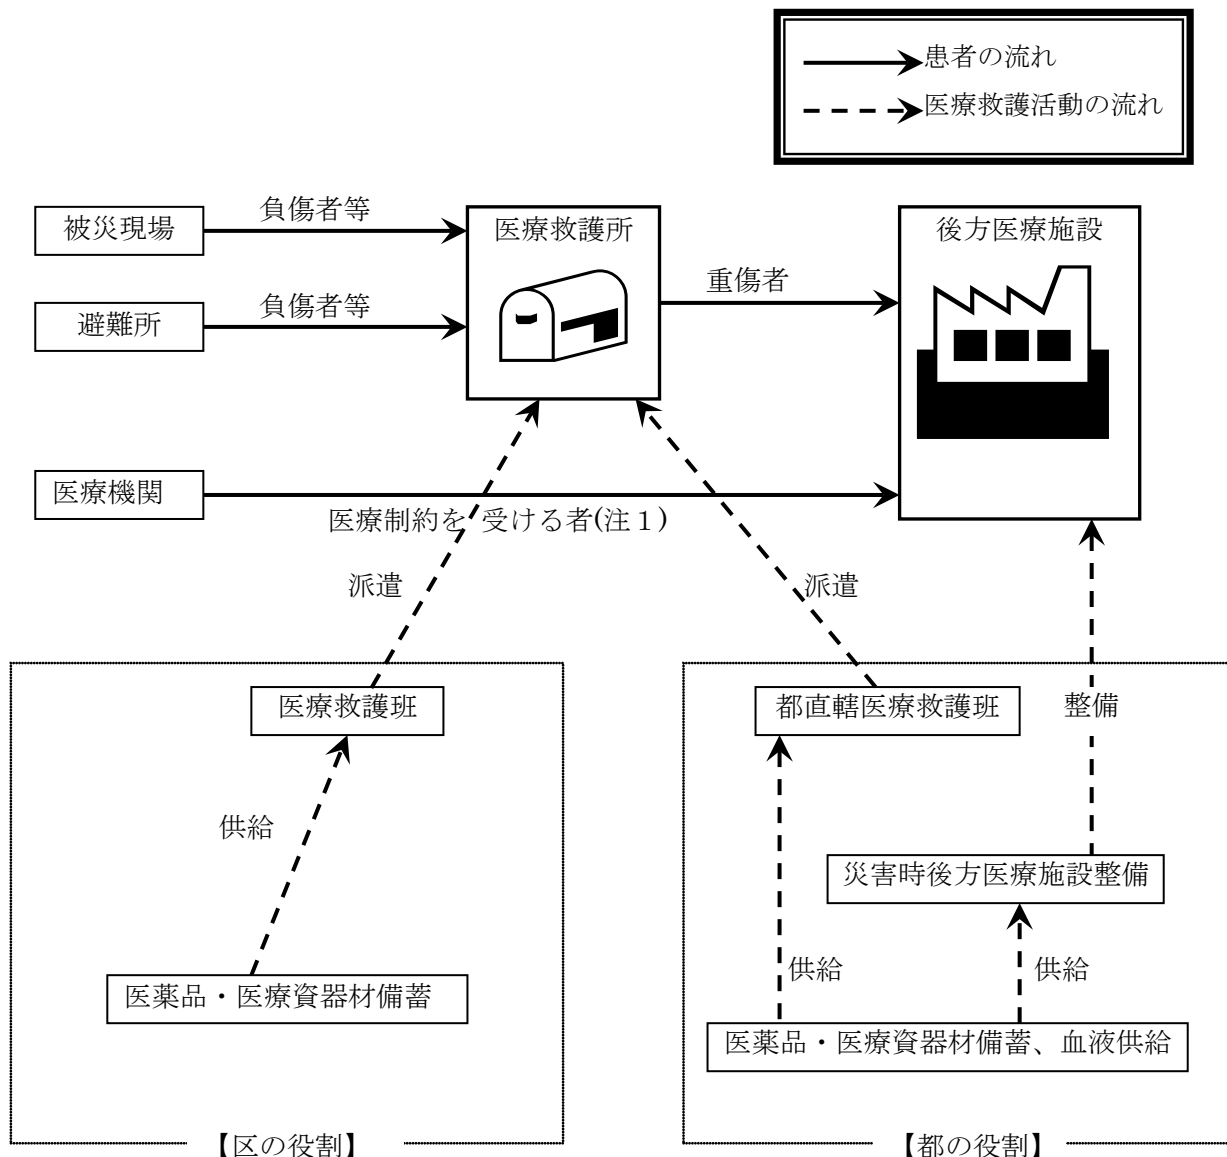 患者の流れ
医療救護活動の流れ
被災現場
負傷者等
医療救護所
後方医療施設
避難所
負傷者等
重傷者
医療機関
医療制約を 受ける者(注１)
派遣
派遣
医療救護班
都直轄医療救護班
整備
供給
災害時後方医療施設整備
医薬品・医療資器材備蓄
供給
供給
医薬品・医療資器材備蓄、血液供給
【区の役割】
【都の役割】